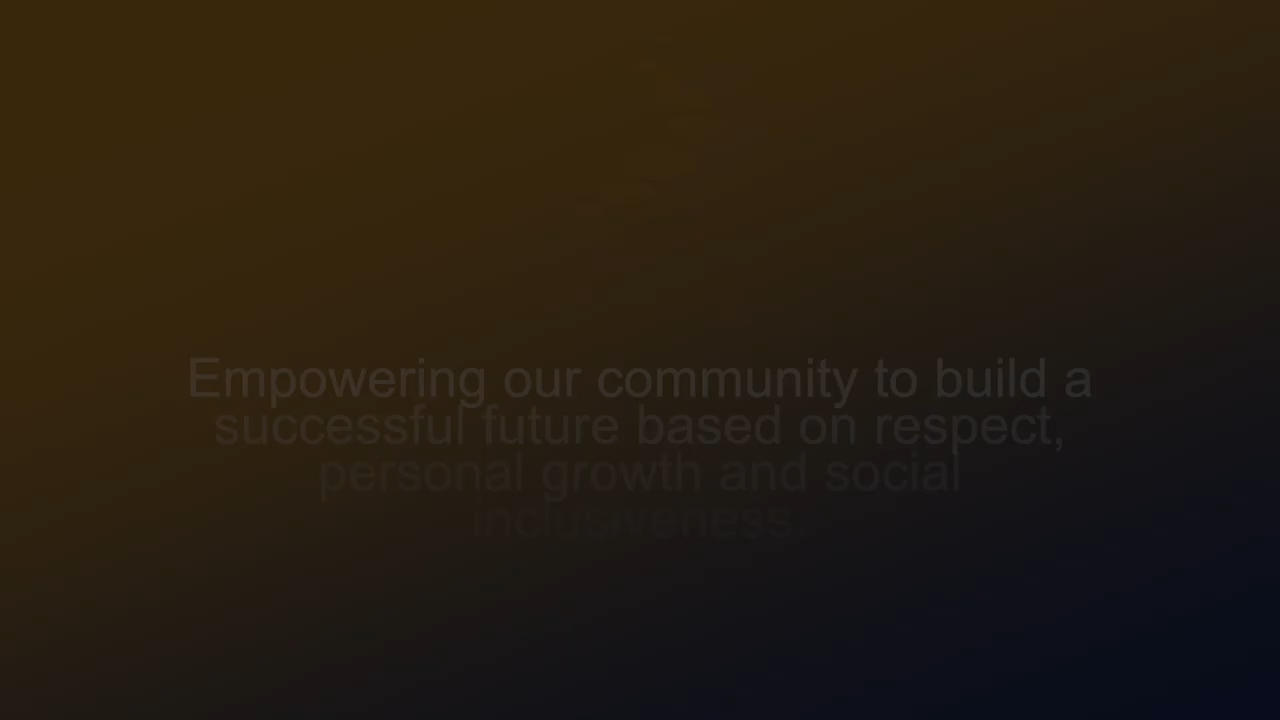 Empowering our community to build a
successful future based on respect,
personal growth and social
inclusiveness.